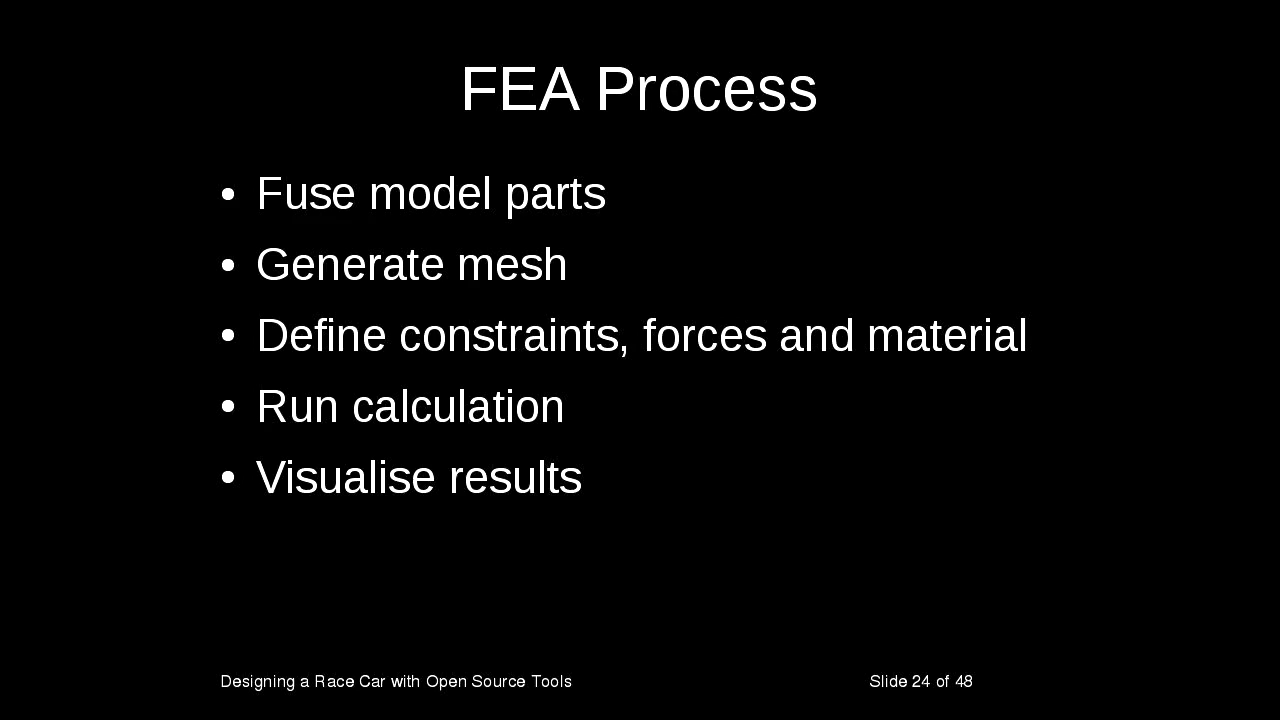 FEA Process
• Fuse model parts
• Generate mesh
• Define constraints, forces and material
• Run calculation
• Visualise results
Designing a Race Car with Open Source Tools
Slide 24 of 48